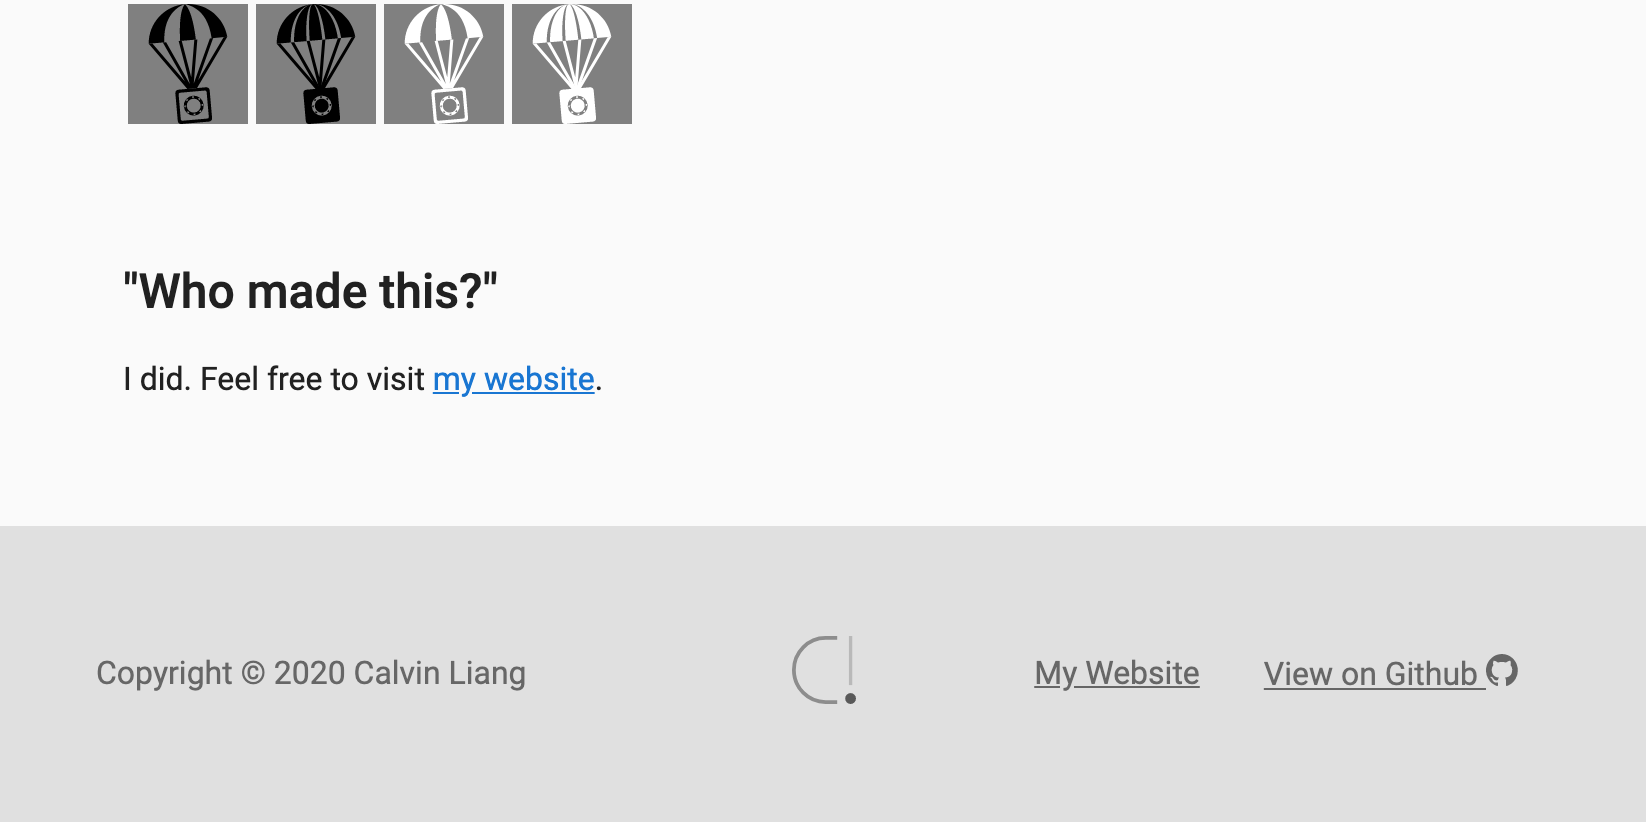 "Who made this?"
I did. Feel free to visit my website.
Copyright © 2020 Calvin Liang
C!
My Website
View on Github